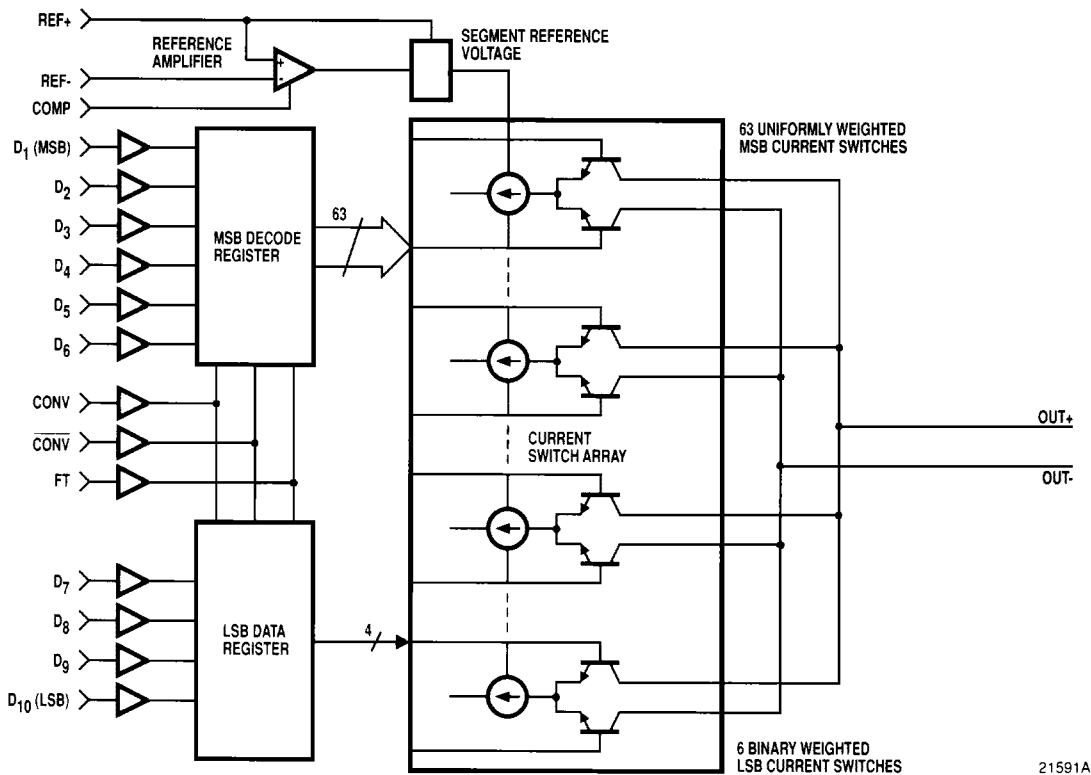 REF+
REFERENCE
AMPLIFIER
SEGMENT REFERENCE
VOLTAGE
+
-
REF-
COMP
63 UNIFORMLY WEIGHTED
MSB CURRENT SWITCHES
D1 (MSB)
D2
D3
D4
D5
D6
MSB DECODE
REGISTER
63
CONV
CONV
FT
CURRENT
SWITCH ARRAY
OUT+
OUT-
D7
D8
D9
D10 (LSB)
LSB DATA
REGISTER
4
6 BINARY WEIGHTED
LSB CURRENT SWITCHES
21591A